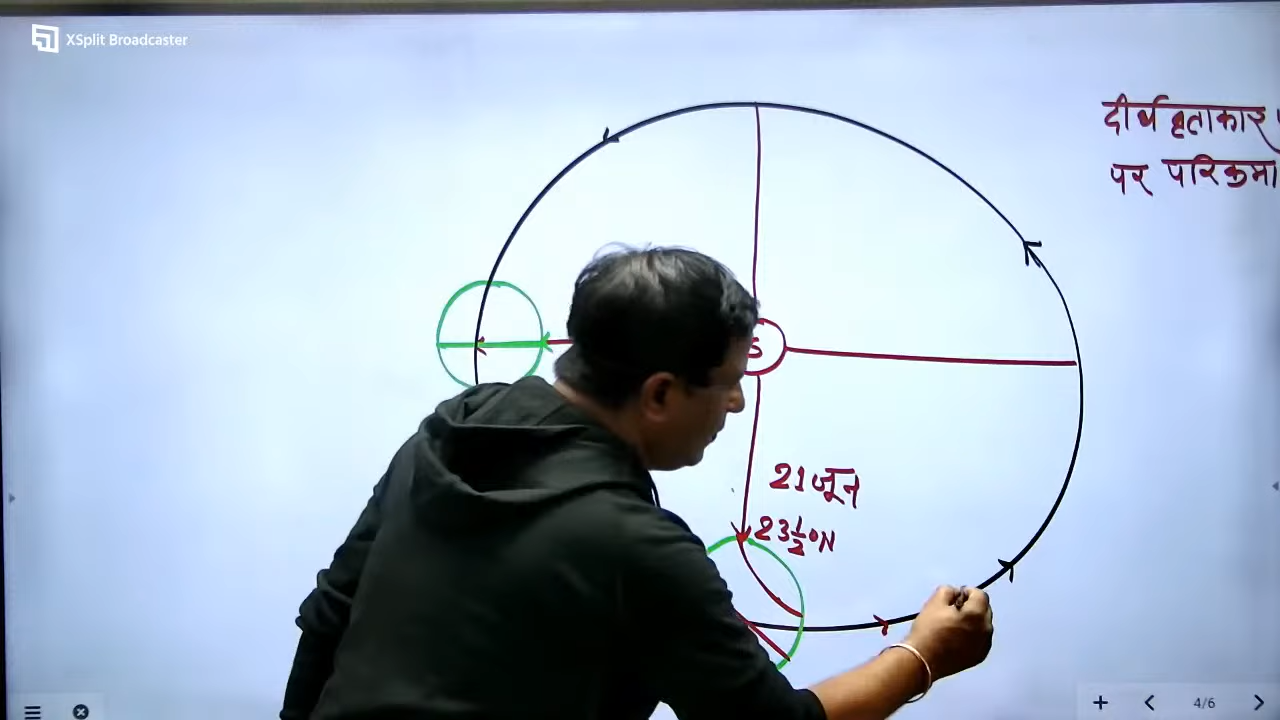 XSplit Broadcaster
दीर्घ वृताकार
पर परिक्रमा
S
21 जून
23½°N
4/6